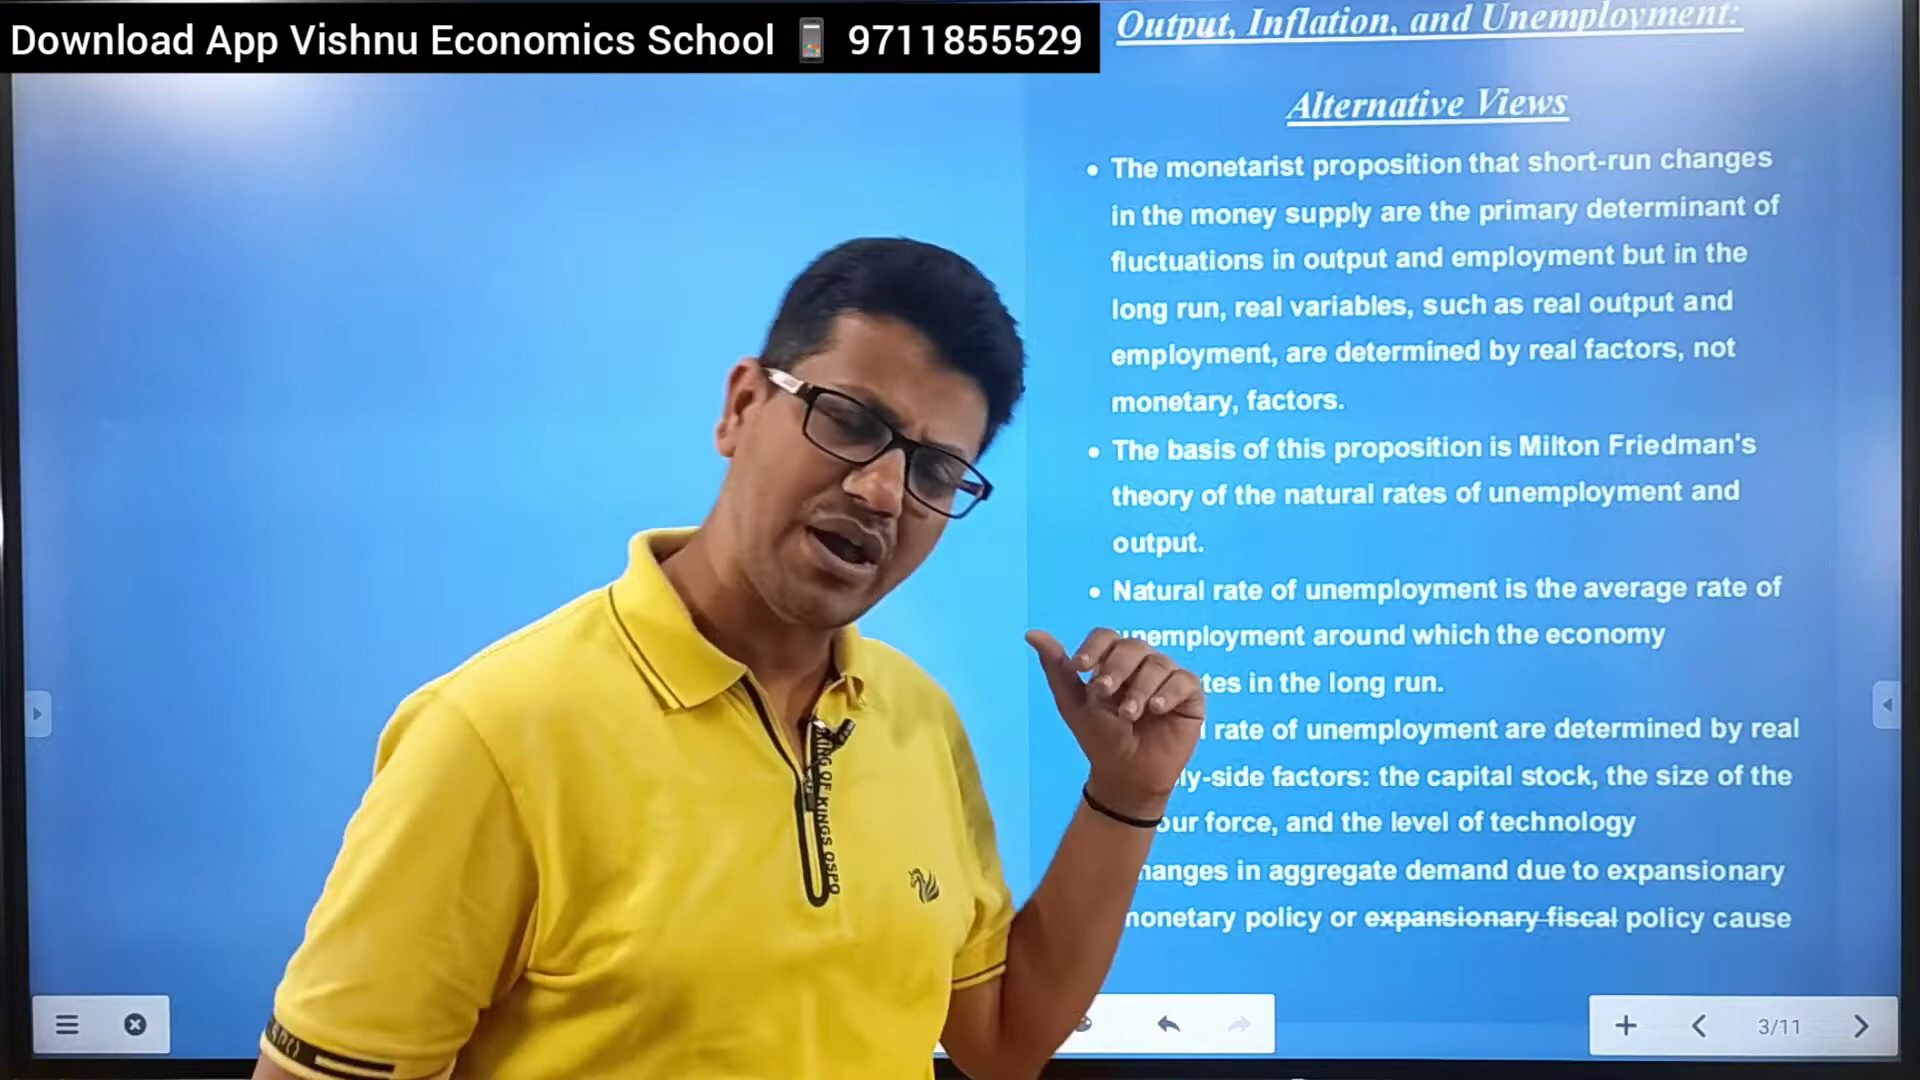 Download App Vishnu Economics School 📱 9711855529
Output, Inflation, and Unemployment:
Alternative Views
• The monetarist proposition that short-run changes
in the money supply are the primary determinant of
fluctuations in output and employment but in the
long run, real variables, such as real output and
employment, are determined by real factors, not
monetary, factors.
• The basis of this proposition is Milton Friedman's
theory of the natural rates of unemployment and
output.
• Natural rate of unemployment is the average rate of
unemployment around which the economy
tes in the long run.
rate of unemployment are determined by real
ly-side factors: the capital stock, the size of the
our force, and the level of technology
hanges in aggregate demand due to expansionary
monetary policy or expansionary fiscal policy cause
KING OF KINGS OSPO
3/11